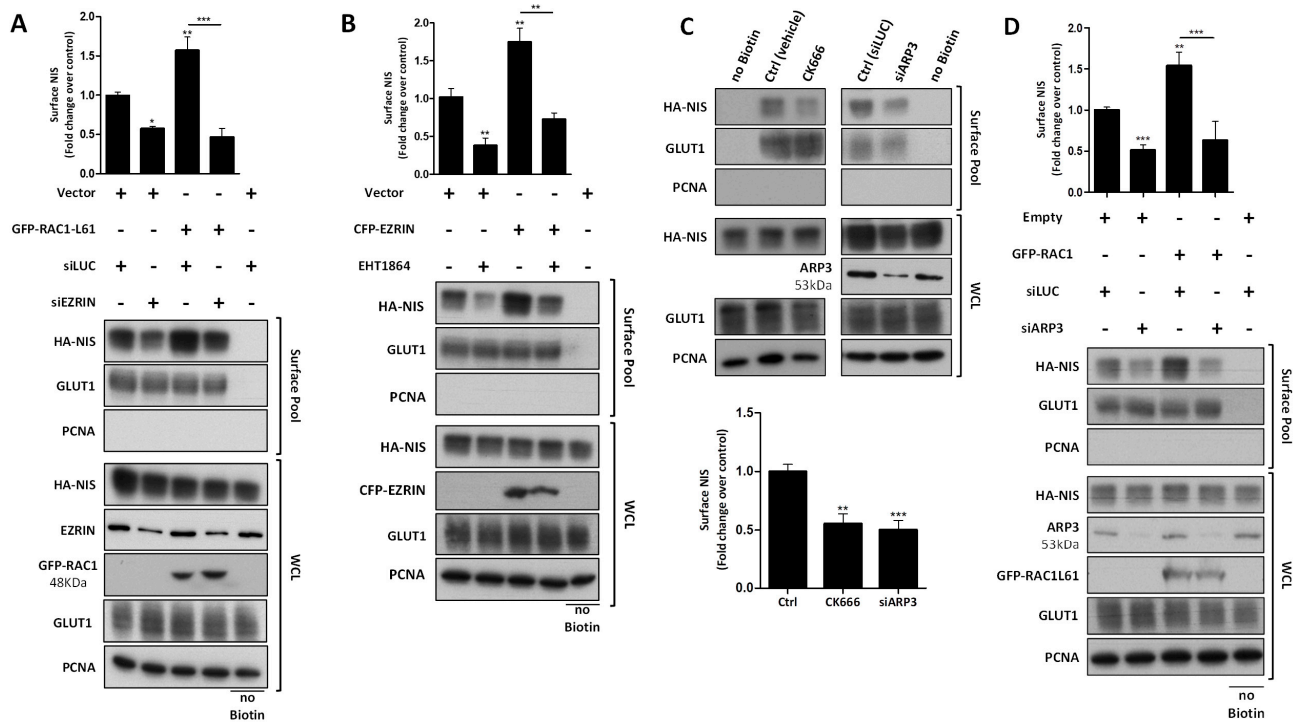 A
Surface NIS
(Fold change over control)
2.0
1.5
1.0
0.5
0.0
***
**
*
Vector + + - - +
GFP-RAC1-L61 - - + + -
siLUC + - + - +
siEZRIN - + - + -
HA-NIS
GLUT1
PCNA
Surface Pool
HA-NIS
EZRIN
GFP-RAC1
48KDa
GLUT1
PCNA
WCL
no
Biotin
B
Surface NIS
(Fold change over control)
2.0
1.5
1.0
0.5
0.0
**
**
**
Vector + + - - +
CFP-EZRIN - - + + -
EHT1864 - + - + -
HA-NIS
GLUT1
PCNA
Surface Pool
HA-NIS
CFP-EZRIN
GLUT1
PCNA
WCL
no
Biotin
C
no Biotin
Ctrl (vehicle)
CK666
Ctrl (siLUC)
siARP3
no Biotin
HA-NIS
GLUT1
PCNA
Surface Pool
HA-NIS
ARP3
53kDa
GLUT1
PCNA
WCL
Surface NIS
(Fold change over control)
1.5
1.0
0.5
0.0
**
***
Ctrl CK666 siARP3
D
Surface NIS
(Fold change over control)
2.0
1.5
1.0
0.5
0.0
***
**
***
Empty + + - - +
GFP-RAC1 - - + + -
siLUC + - + - +
siARP3 - + - + -
HA-NIS
GLUT1
PCNA
Surface Pool
HA-NIS
ARP3
53kDa
GFP-RAC1L61
GLUT1
PCNA
WCL
no
Biotin